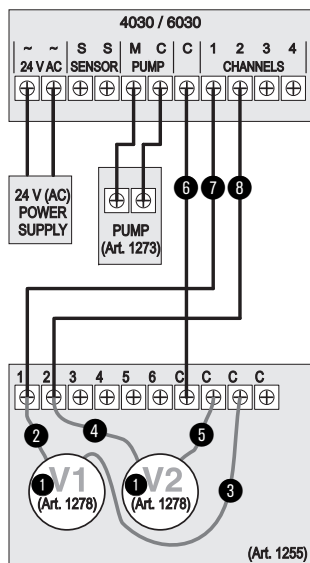 4030 / 6030
~ ~ S S M C C 1 2 3 4
24 V AC SENSOR PUMP CHANNELS
24 V (AC)
POWER
SUPPLY
PUMP
(Art. 1273)
6 7 8
1 2 3 4 5 6 C C C C
2 4 5
1 V1 1 V2 3
(Art. 1278) (Art. 1278)
(Art. 1255)